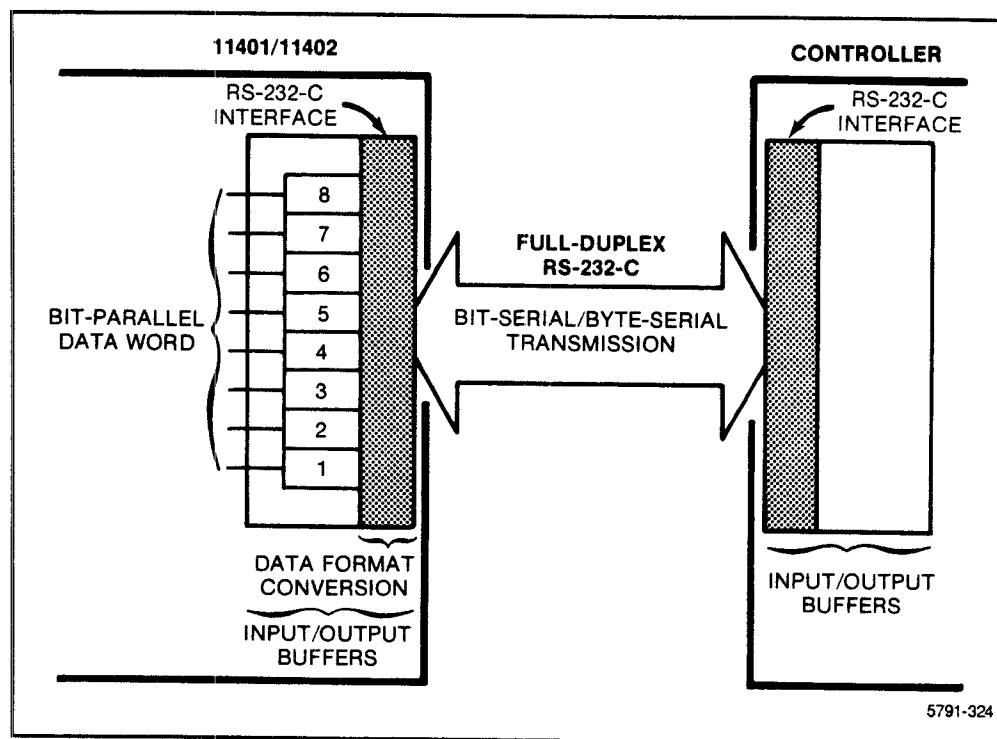 11401/11402
RS-232-C
INTERFACE
8
7
6
5
4
3
2
1
BIT-PARALLEL
DATA WORD
DATA FORMAT
CONVERSION
INPUT/OUTPUT
BUFFERS
FULL-DUPLEX
RS-232-C
BIT-SERIAL/BYTE-SERIAL
TRANSMISSION
CONTROLLER
RS-232-C
INTERFACE
INPUT/OUTPUT
BUFFERS
5791-324